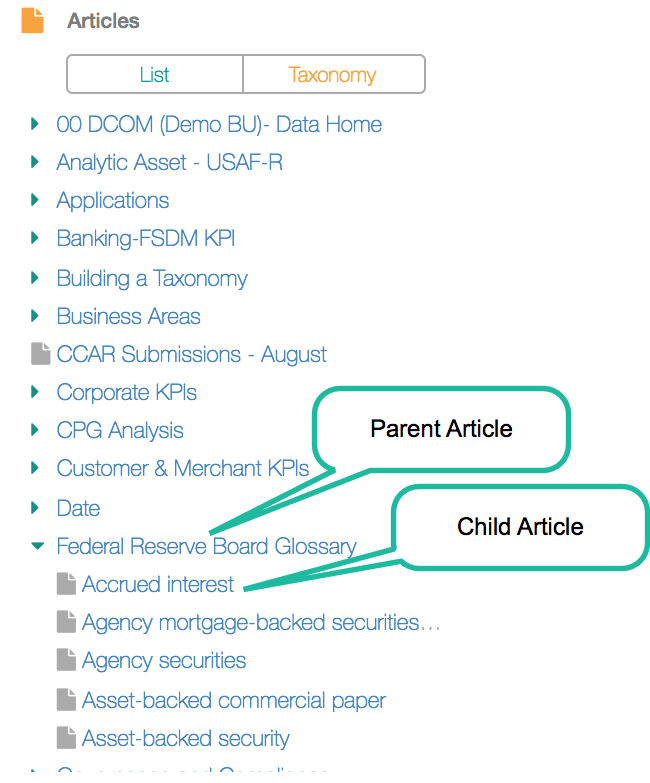 Articles
List Taxonomy
00 DCOM (Demo BU)- Data Home
Analytic Asset - USAF-R
Applications
Banking-FSDM KPI
Building a Taxonomy
Business Areas
CCAR Submissions - August
Corporate KPIs
Parent Article
CPG Analysis
Customer & Merchant KPIs
Date
Child Article
Federal Reserve Board Glossary
Accrued interest
Agency mortgage-backed securities...
Agency securities
Asset-backed commercial paper
Asset-backed security